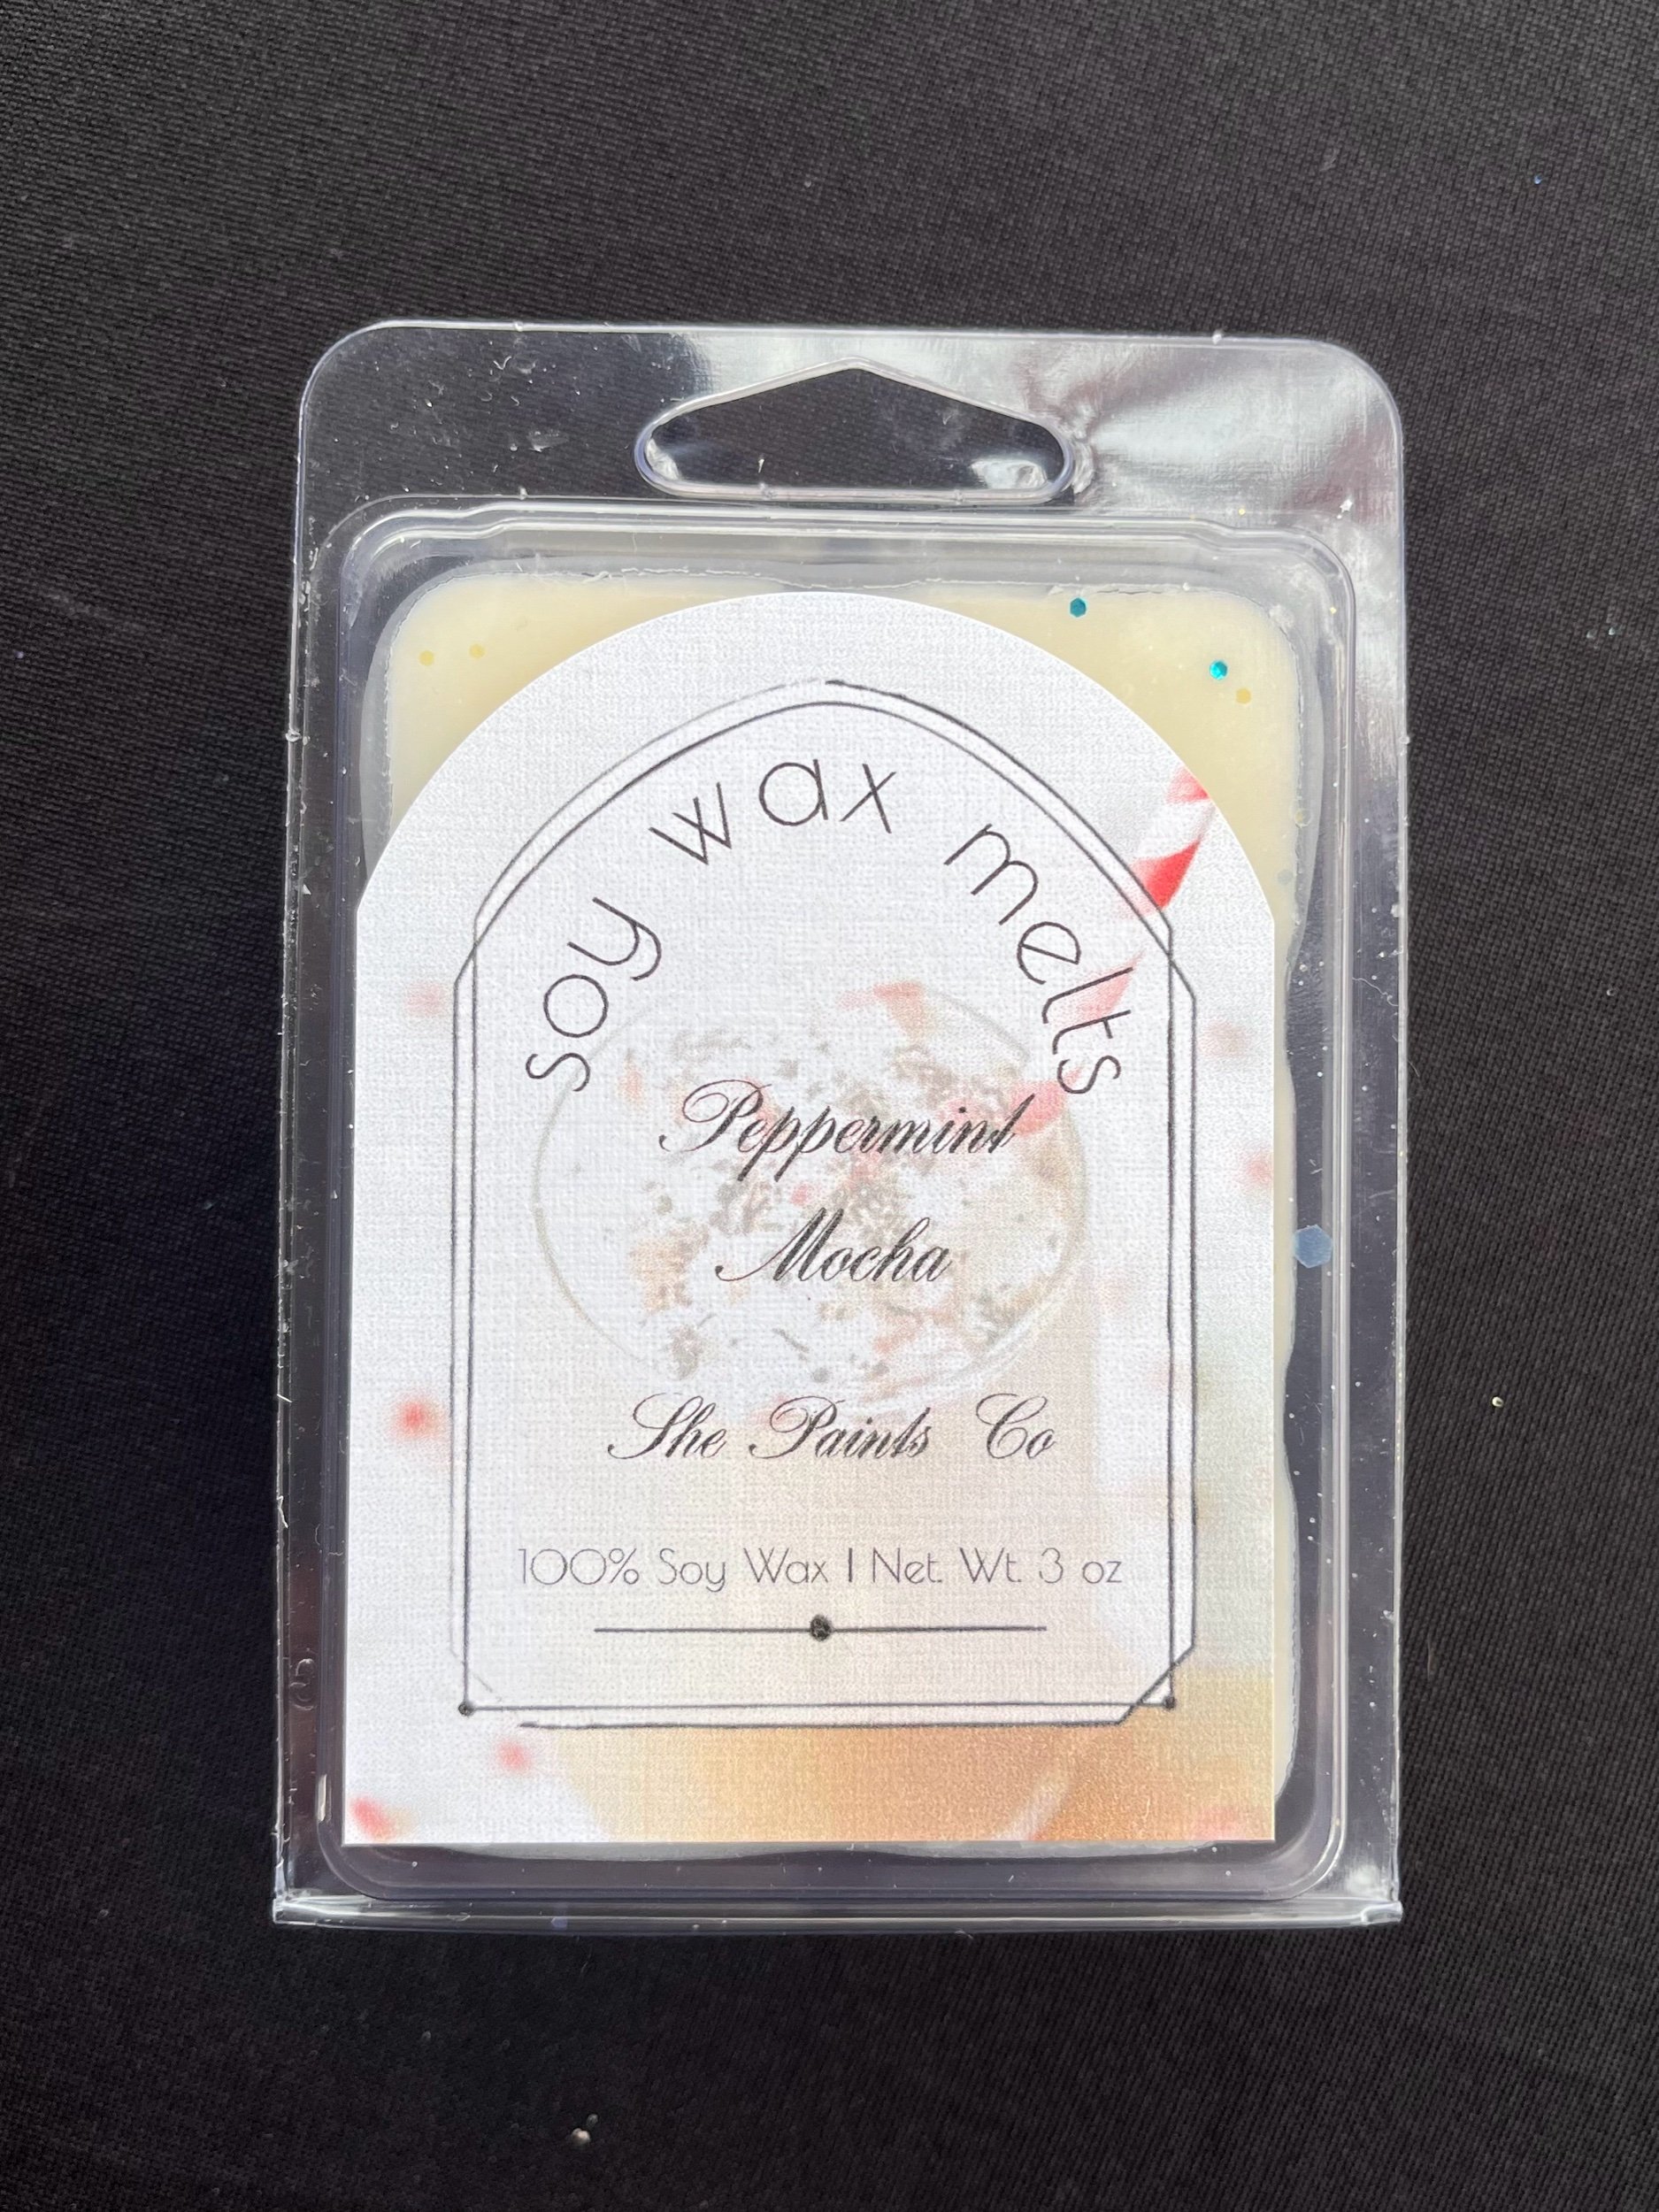 soy wax melts
Peppermint
Mocha
She Paints Co
100% Soy Wax | Net. Wt. 3 oz